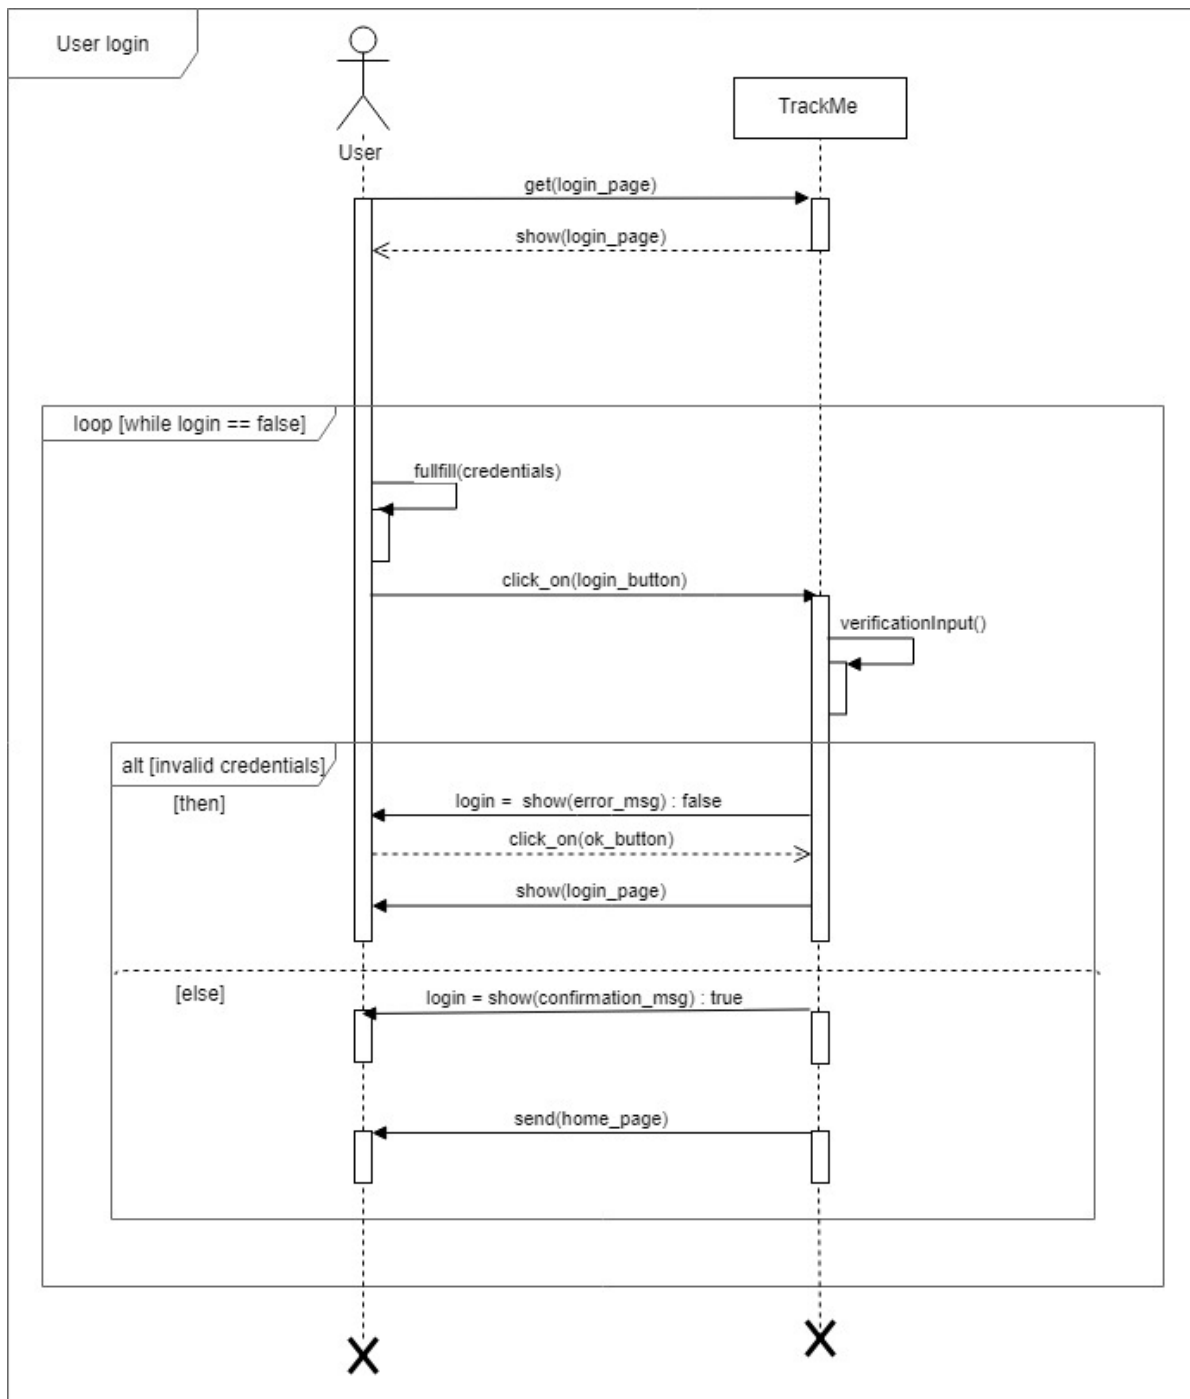 User login
TrackMe
User
get(login_page)
show(login_page)
loop [while login == false]
fullfill(credentials)
click_on(login_button)
verificationInput()
alt [invalid credentials]
[then]
login =  show(error_msg) : false
click_on(ok_button)
show(login_page)
[else]
login = show(confirmation_msg) : true
send(home_page)